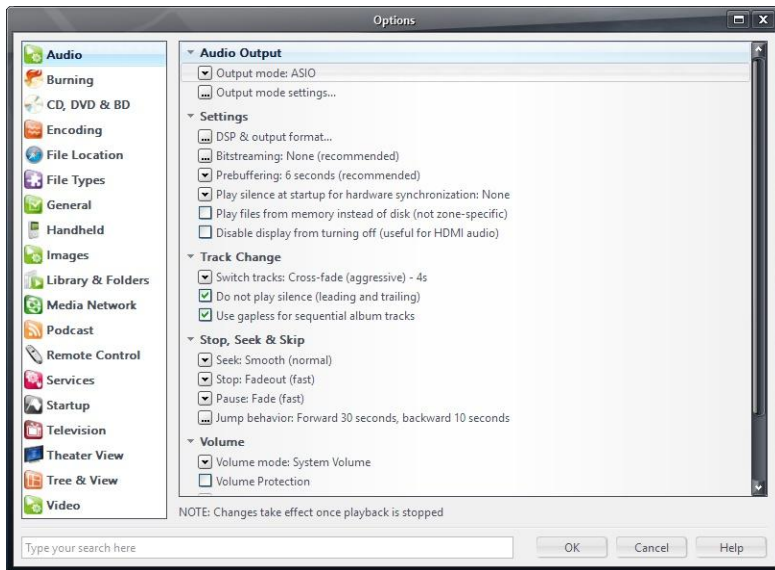 Options
Audio
Burning
CD, DVD & BD
Encoding
File Location
File Types
General
Handheld
Images
Library & Folders
Media Network
Podcast
Remote Control
Services
Startup
Television
Theater View
Tree & View
Video
Audio Output
Output mode: ASIO
Output mode settings...
Settings
DSP & output format...
Bitstreaming: None (recommended)
Prebuffering: 6 seconds (recommended)
Play silence at startup for hardware synchronization: None
Play files from memory instead of disk (not zone-specific)
Disable display from turning off (useful for HDMI audio)
Track Change
Switch tracks: Cross-fade (aggressive) - 4s
Do not play silence (leading and trailing)
Use gapless for sequential album tracks
Stop, Seek & Skip
Seek: Smooth (normal)
Stop: Fadeout (fast)
Pause: Fade (fast)
Jump behavior: Forward 30 seconds, backward 10 seconds
Volume
Volume mode: System Volume
Volume Protection
NOTE: Changes take effect once playback is stopped
Type your search here
OK
Cancel
Help